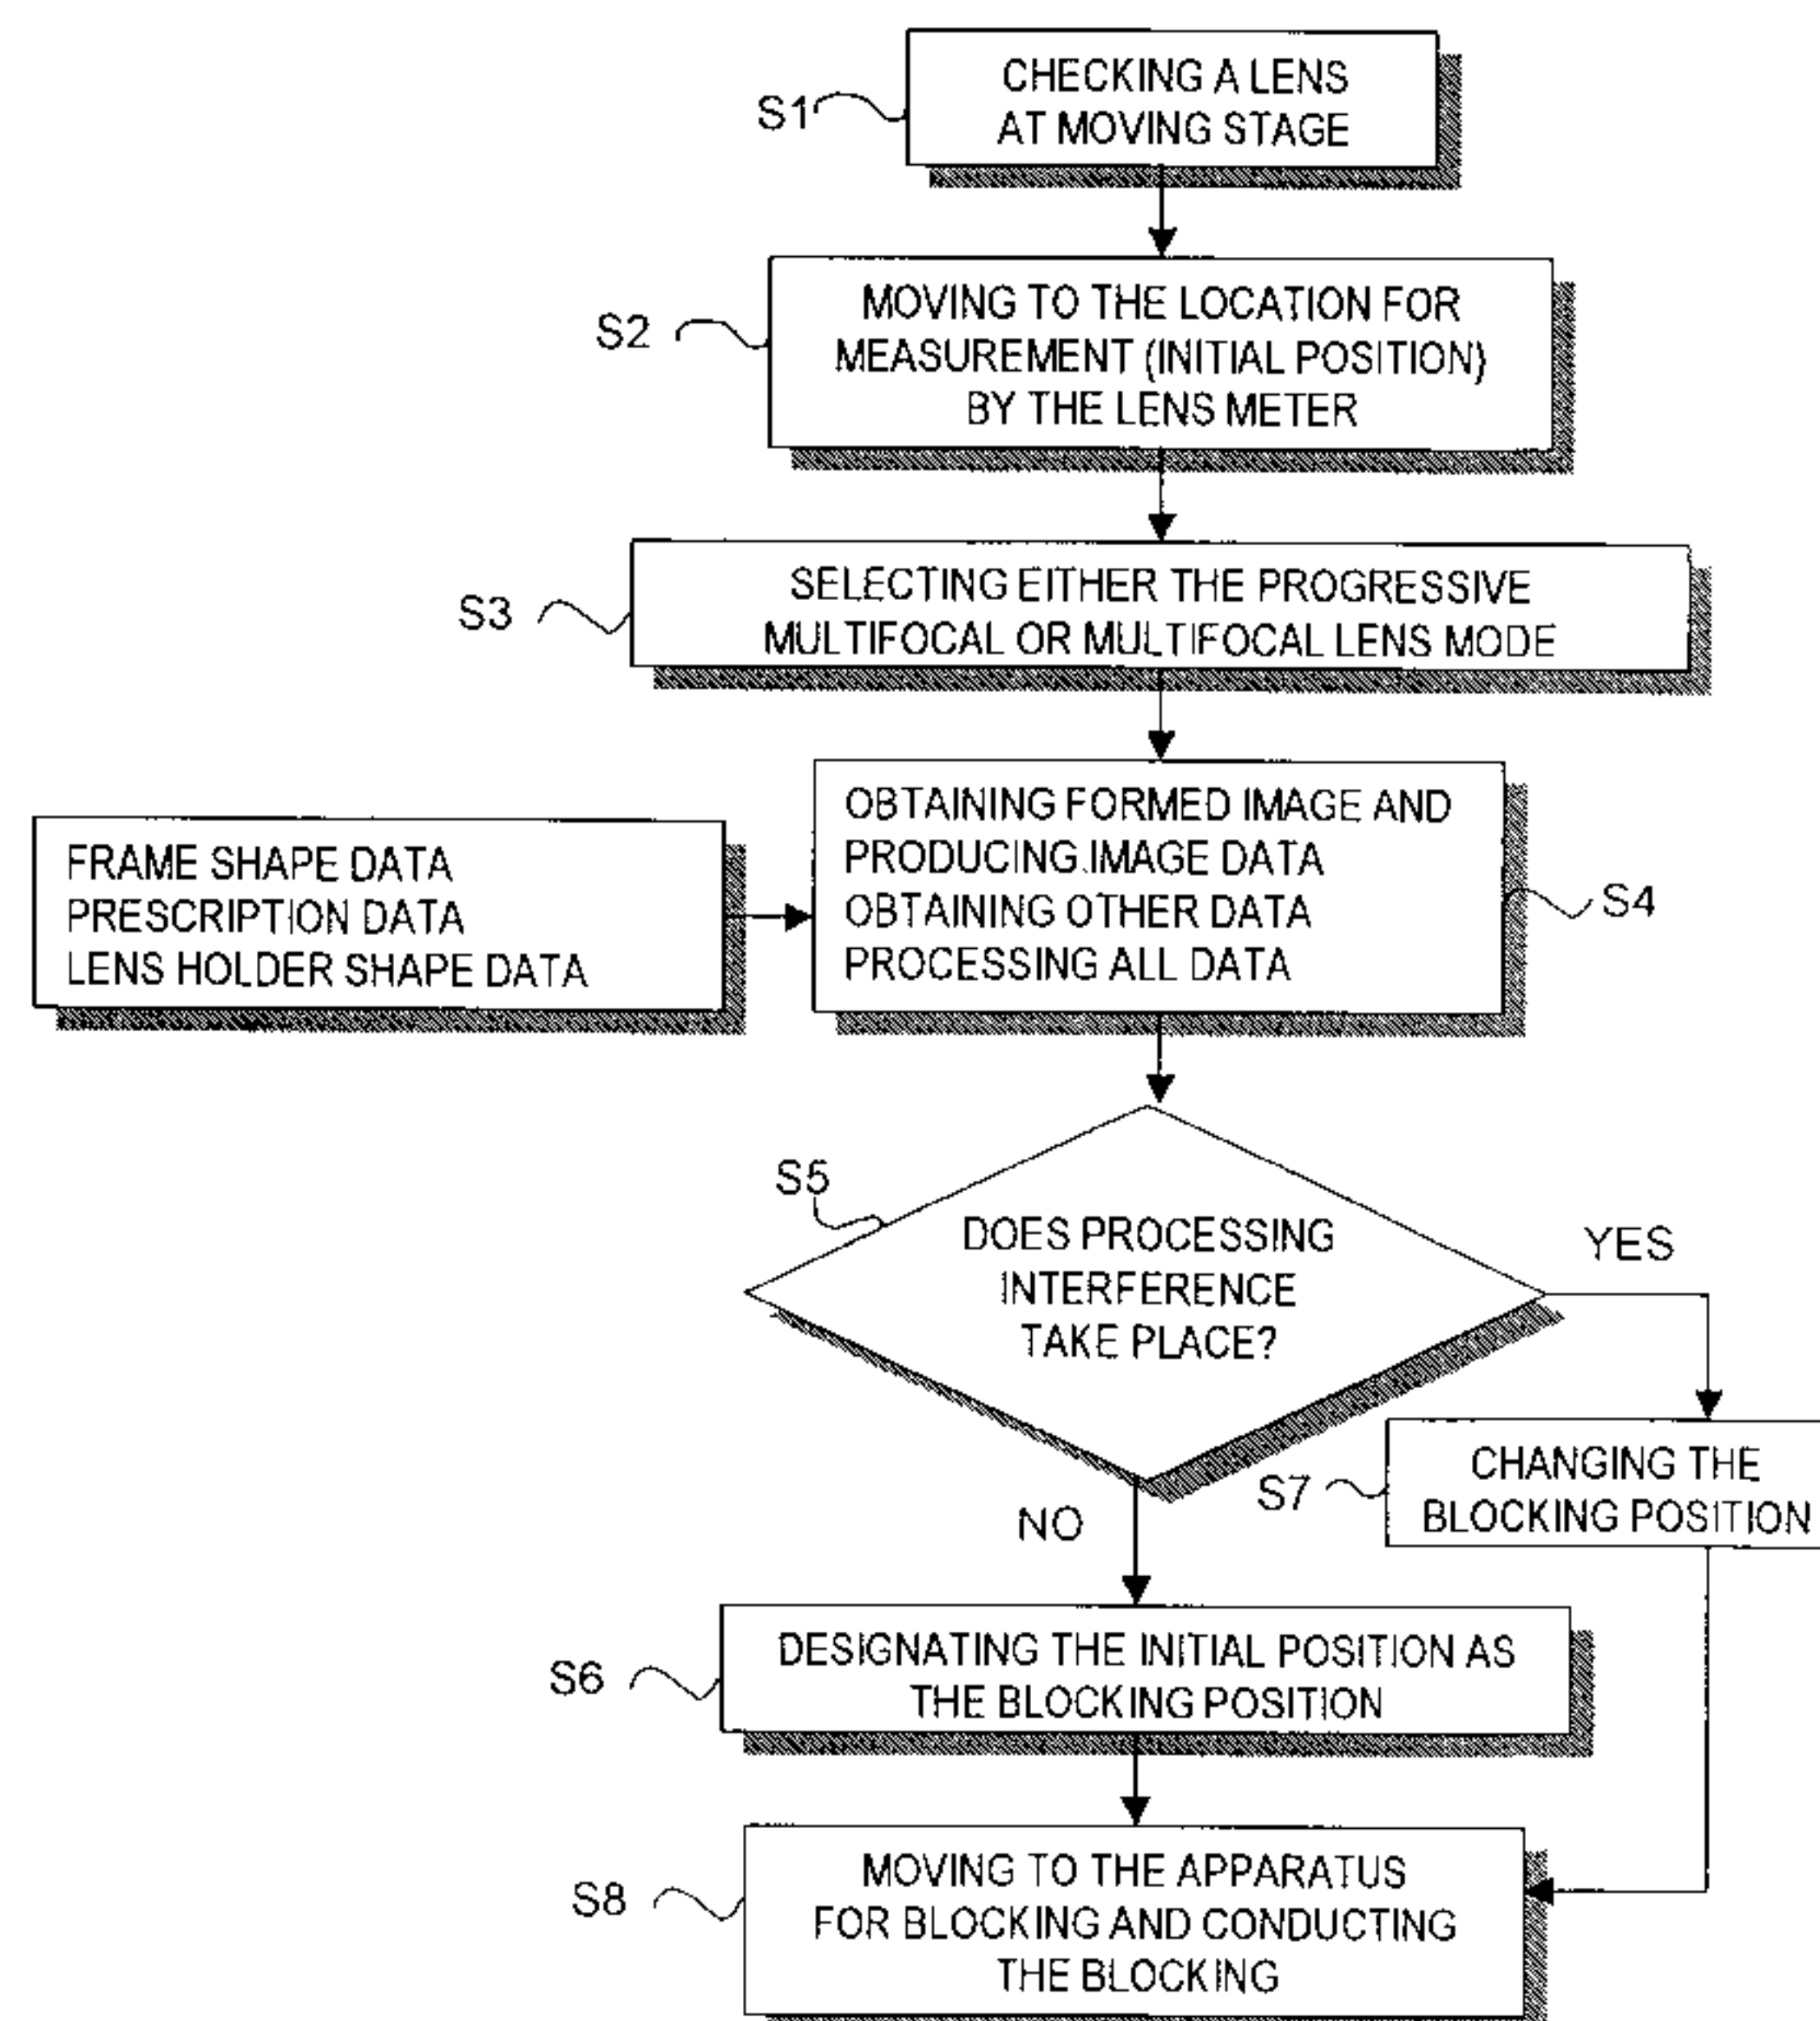 S1
CHECKING A LENS
AT MOVING STAGE
S2
MOVING TO THE LOCATION FOR
MEASUREMENT (INITIAL POSITION)
BY THE LENS METER
S3
SELECTING EITHER THE PROGRESSIVE
MULTIFOCAL OR MULTIFOCAL LENS MODE
FRAME SHAPE DATA
PRESCRIPTION DATA
LENS HOLDER SHAPE DATA
OBTAINING FORMED IMAGE AND
PRODUCING.IMAGE DATA
OBTAINING OTHER DATA
PROCESSING ALL DATA
S4
S5
DOES PROCESSING
INTERFERENCE
TAKE PLACE?
YES
NO
S7
CHANGING THE
BLOCKING POSITION
S6
DESIGNATING THE INITIAL POSITION AS
THE BLOCKING POSITION
S8
MOVING TO THE APPARATUS
FOR BLOCKING AND CONDUCTING
THE BLOCKING